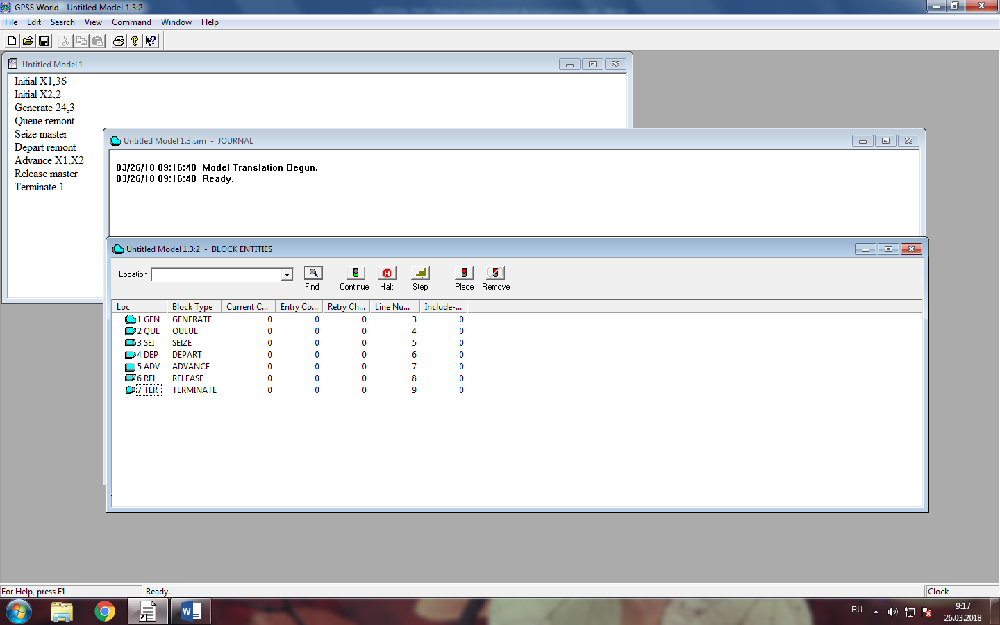 GPSS World - Untitled Model 1.3:2
File Edit Search View Command Window Help
Untitled Model 1
Initial X1,36
Initial X2,2
Generate 24,3
Queue remont
Seize master
Depart remont
Advance X1,X2
Release master
Terminate 1
Untitled Model 1.3.sim - JOURNAL
03/26/18 09:16:48 Model Translation Begun.
03/26/18 09:16:48 Ready.
Untitled Model 1.3:2 - BLOCK ENTITIES
Location Find Continue Halt Step Place Remove
Loc Block Type Current C... Entry Co... Retry Ch... Line Nu... Include-...
1 GEN GENERATE 0 0 0 3 0
2 QUE QUEUE 0 0 0 4 0
3 SEI SEIZE 0 0 0 5 0
4 DEP DEPART 0 0 0 6 0
5 ADV ADVANCE 0 0 0 7 0
6 REL RELEASE 0 0 0 8 0
7 TER TERMINATE 0 0 0 9 0
For Help, press F1 Ready. Clock
RU 9:17
26.03.2018